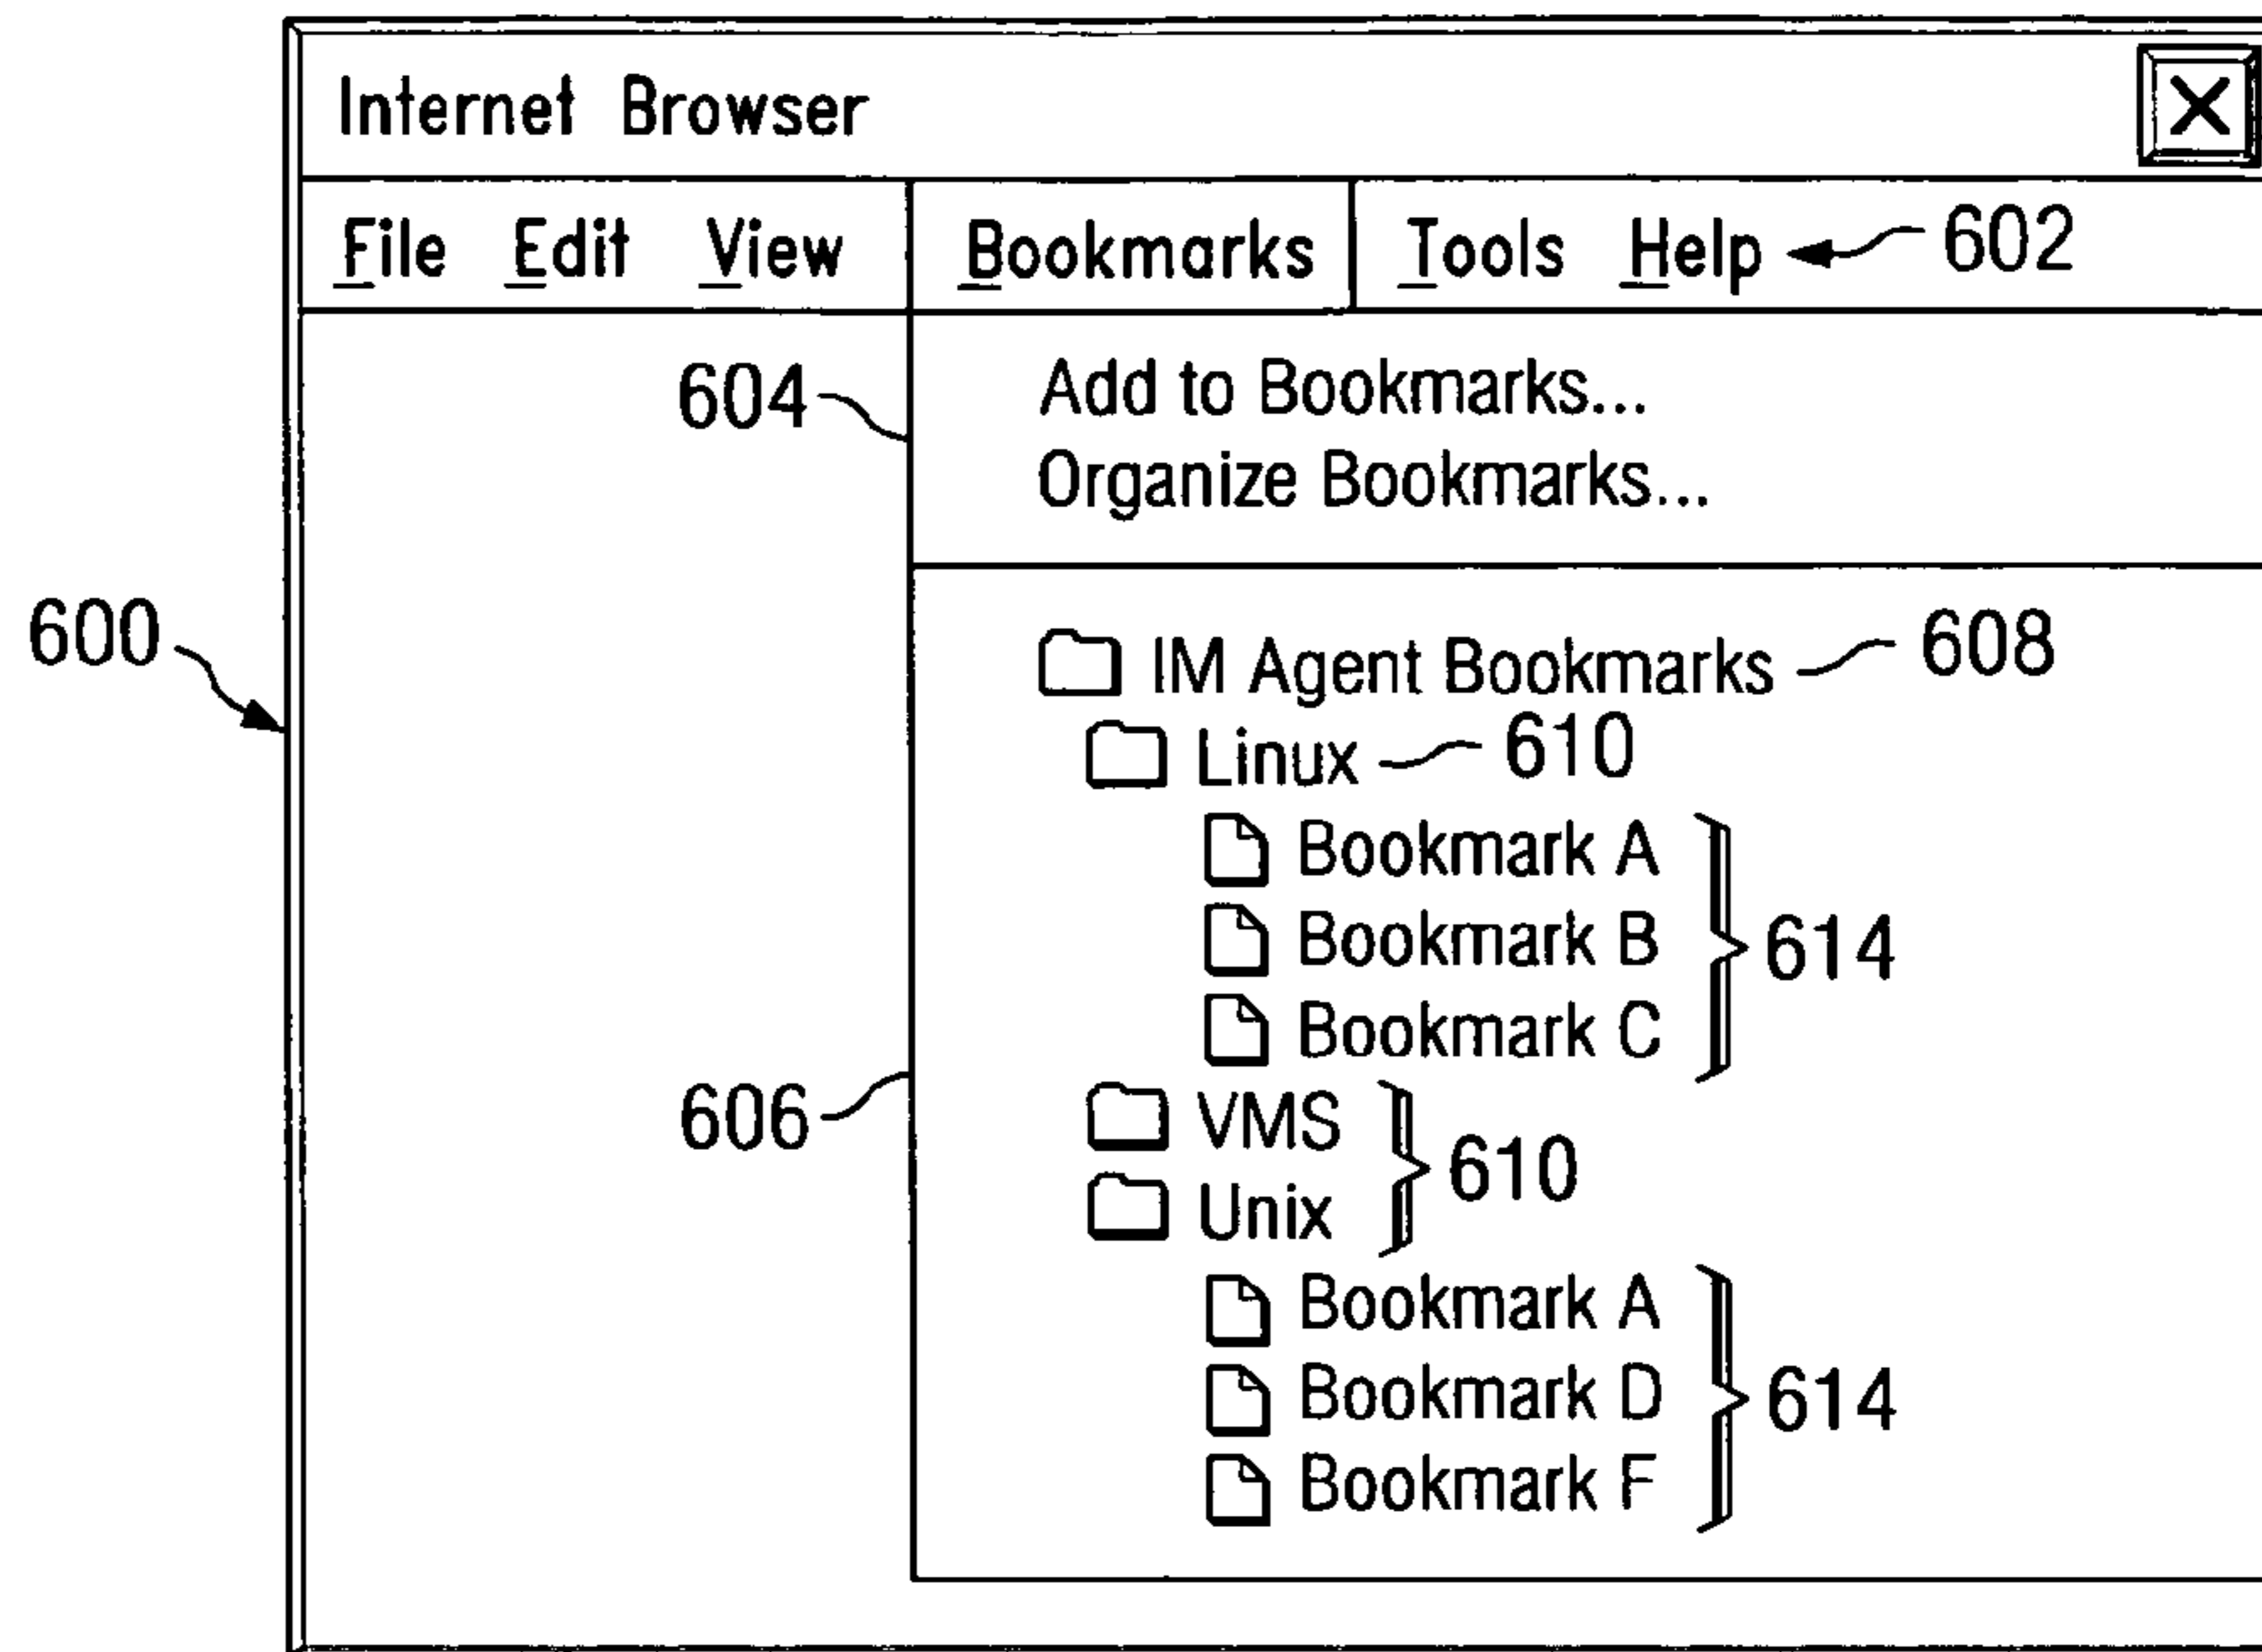 Internet Browser X
File Edit View Bookmarks Tools Help 602
604 Add to Bookmarks...
Organize Bookmarks...
600
IM Agent Bookmarks 608
Linux 610
Bookmark A
Bookmark B 614
Bookmark C
606 VMS
Unix 610
Bookmark A
Bookmark D 614
Bookmark F